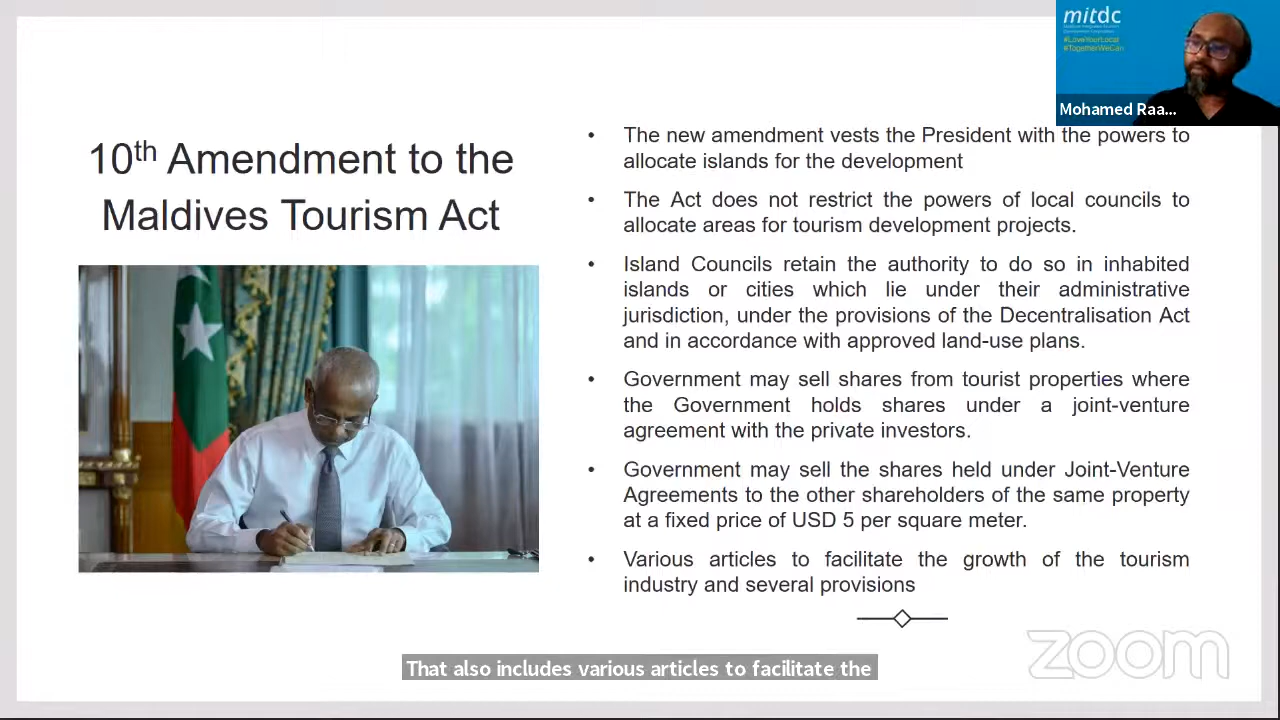 mitdc
#LoveYourLocal
#TogetherWeCan
Mohamed Raa...
10th Amendment to the
Maldives Tourism Act
• The new amendment vests the President with the powers to
allocate islands for the development
• The Act does not restrict the powers of local councils to
allocate areas for tourism development projects.
• Island Councils retain the authority to do so in inhabited
islands or cities which lie under their administrative
jurisdiction, under the provisions of the Decentralisation Act
and in accordance with approved land-use plans.
• Government may sell shares from tourist properties where
the Government holds shares under a joint-venture
agreement with the private investors.
• Government may sell the shares held under Joint-Venture
Agreements to the other shareholders of the same property
at a fixed price of USD 5 per square meter.
• Various articles to facilitate the growth of the tourism
industry and several provisions
zoom
That also includes various articles to facilitate the